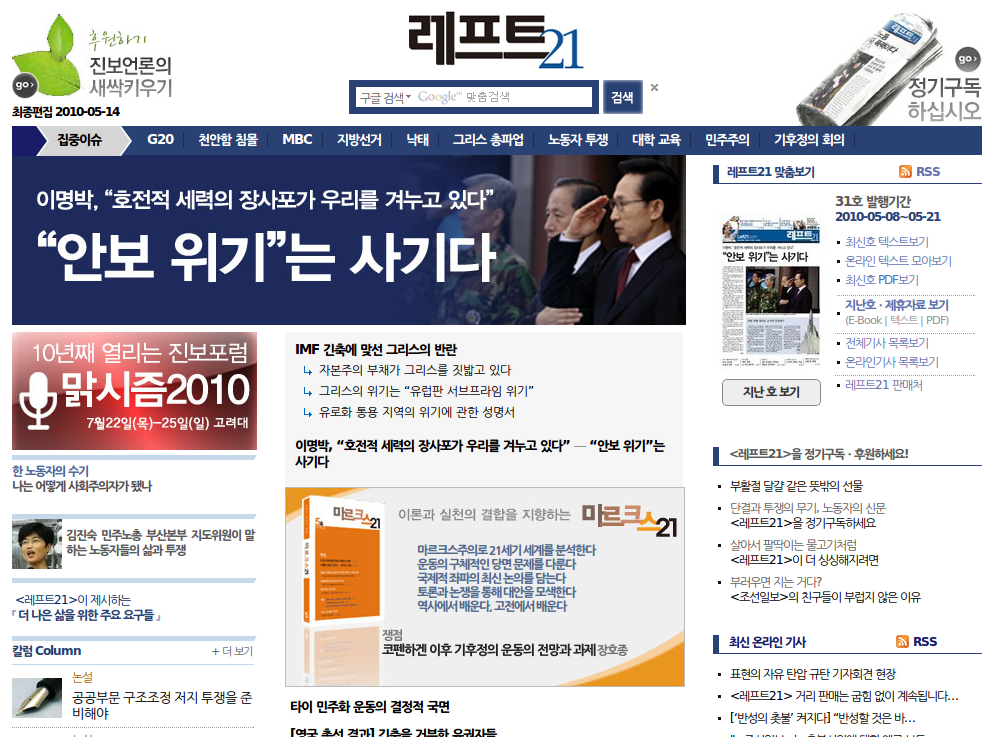 후원하기
진보언론의
새싹키우기
go
최종편집 2010-05-14
레프트21
구글 검색 Google™ 맞춤검색
검색
×
go
정기구독
하십시오
집중이슈 G20 천안함 침몰 MBC 지방선거 낙태 그리스 총파업 노동자 투쟁 대학 교육 민주주의 기후정의 회의
이명박, “호전적 세력의 장사포가 우리를 겨누고 있다”
“안보 위기”는 사기다
10년째 열리는 진보포럼
맑시즘2010
7월22일(목)–25일(일) 고려대
한 노동자의 수기
나는 어떻게 사회주의자가 됐나
김진숙 민주노총 부산본부 지도위원이 말
하는 노동자들의 삶과 투쟁
<레프트21>이 제시하는
『 더 나은 삶을 위한 주요 요구들 』
칼럼 Column + 더 보기
논설
공공부문 구조조정 저지 투쟁을 준
비해야
IMF 긴축에 맞선 그리스의 반란
자본주의 부채가 그리스를 짓밟고 있다
그리스의 위기는 “유럽판 서브프라임 위기”
유로화 통용 지역의 위기에 관한 성명서
이명박, “호전적 세력의 장사포가 우리를 겨누고 있다” — “안보 위기”는
사기다
마르크스21
이론과 실천의 결합을 지향하는 마르크스21
마르크스주의로 21세기 세계를 분석한다
운동의 구체적인 당면 문제를 다룬다
국제적 좌파의 최신 논의를 담는다
토론과 논쟁을 통해 대안을 모색한다
역사에서 배운다, 고전에서 배운다
쟁점
코펜하겐 이후 기후정의 운동의 전망과 과제 장호종
타이 민주화 운동의 결정적 국면
[영국 총선 결과] 긴축을 거부한 유권자들
레프트21 맞춤보기 RSS
레프트21
“안보 위기”는 사기다
지난 호 보기
31호 발행기간
2010-05-08~05-21
최신호 텍스트보기
온라인 텍스트 모아보기
최신호 PDF보기
지난호 · 제휴자료 보기
(E-Book | 텍스트 | PDF)
전체기사 목록보기
온라인기사 목록보기
레프트21 판매처
<레프트21>을 정기구독 · 후원하세요!
부활절 달걀 같은 뜻밖의 선물
단결과 투쟁의 무기, 노동자의 신문
<레프트21>을 정기구독하세요
살아서 팔딱이는 물고기처럼
<레프트21>이 더 싱싱해지려면
부러우면 지는 거다?
<조선일보>의 친구들이 부럽지 않은 이유
최신 온라인 기사 RSS
표현의 자유 탄압 규탄 기자회견 현장
<레프트21> 거리 판매는 굽힘 없이 계속됩니다…
[‘반성의 촛불’ 켜지다] “반성할 것은 바…